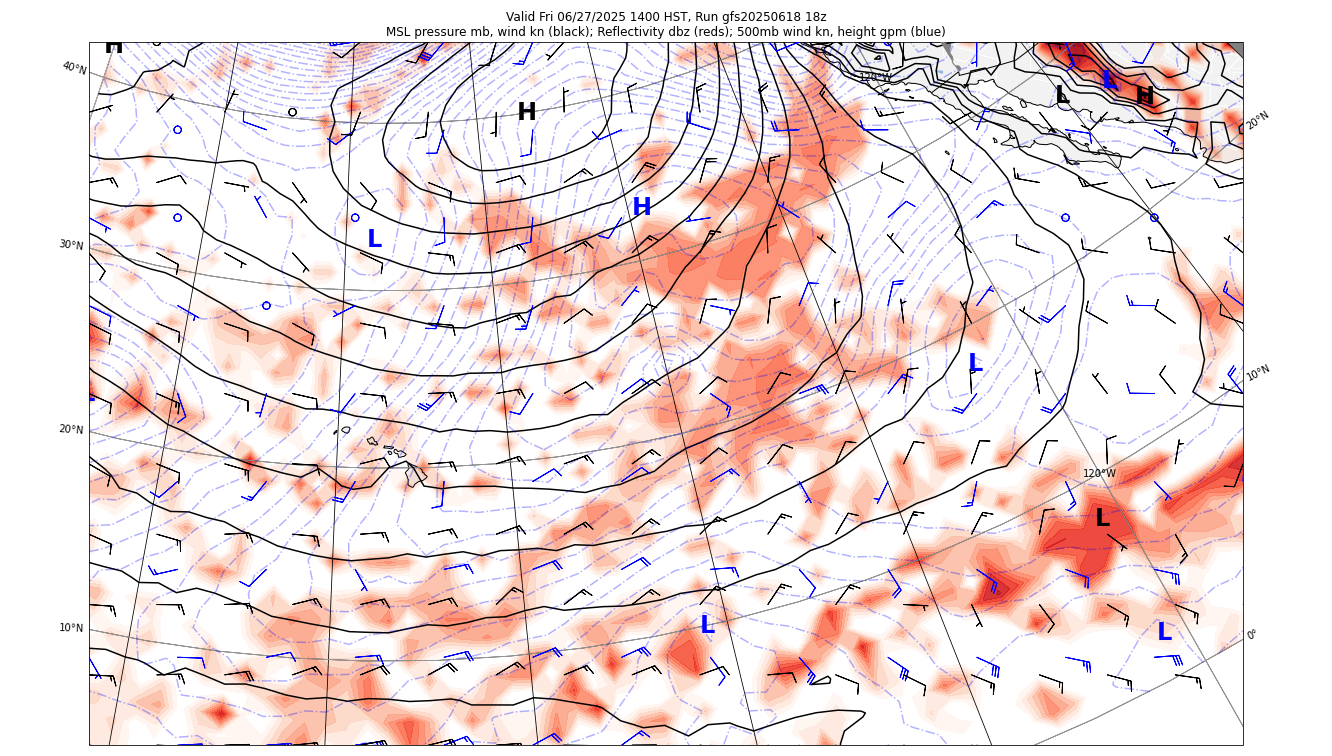 Valid Fri 06/27/2025 1400 HST, Run gfs20250618 18z
MSL pressure mb, wind kn (black); Reflectivity dbz (reds); 500mb wind kn, height gpm (blue)
H
40°N
120°W
L
L
H
H
20°N
H
L
30°N
L
10°N
20°N
120°W
L
10°N
L
L
0°